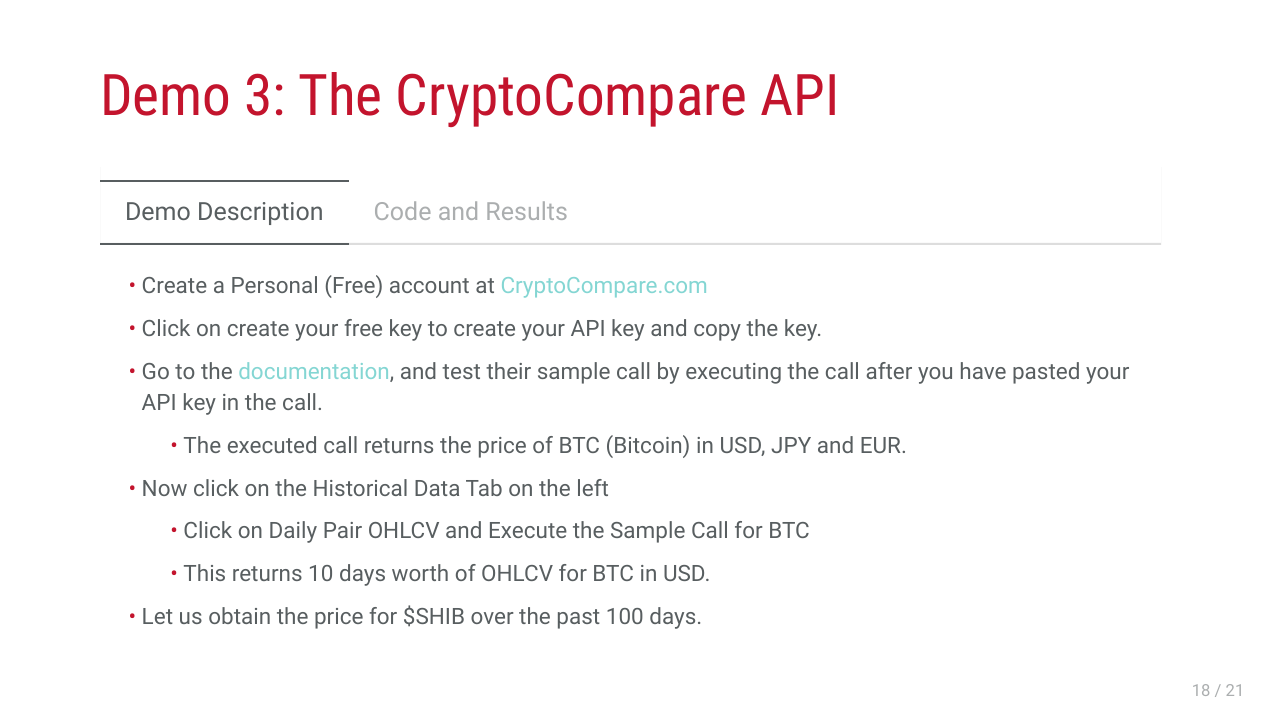 Demo 3: The CryptoCompare API
Demo Description
Code and Results
• Create a Personal (Free) account at CryptoCompare.com
• Click on create your free key to create your API key and copy the key.
• Go to the documentation, and test their sample call by executing the call after you have pasted your
API key in the call.
• The executed call returns the price of BTC (Bitcoin) in USD, JPY and EUR.
• Now click on the Historical Data Tab on the left
• Click on Daily Pair OHLCV and Execute the Sample Call for BTC
• This returns 10 days worth of OHLCV for BTC in USD.
• Let us obtain the price for $SHIB over the past 100 days.
18 / 21